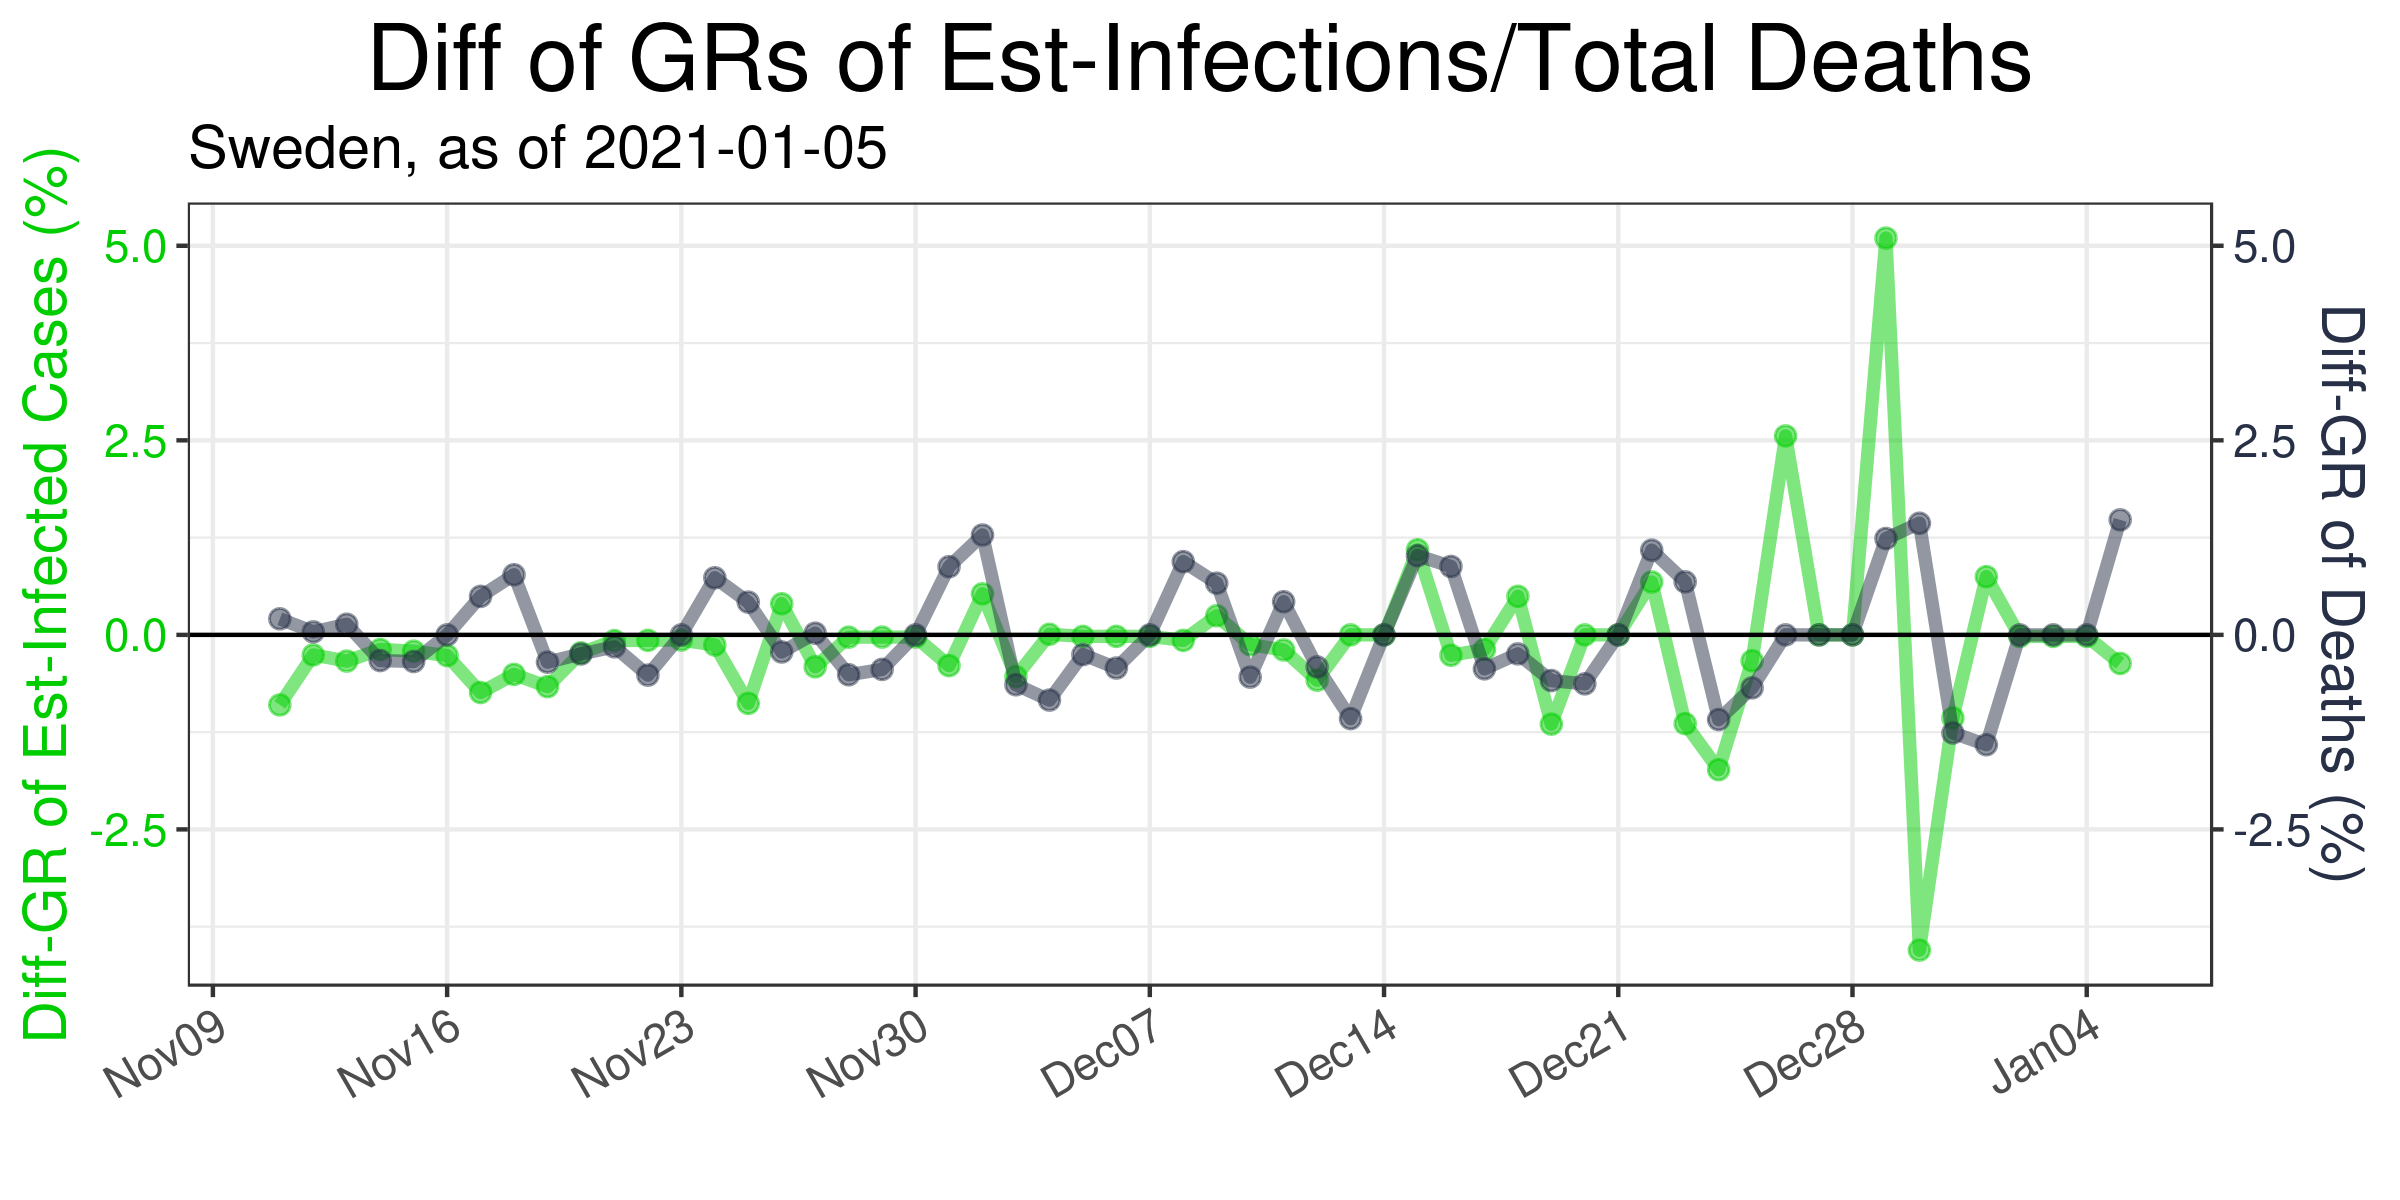 Diff of GRs of Est-Infections/Total Deaths
Sweden, as of 2021-01-05
Diff-GR of Est-Infected Cases (%)
5.0
2.5
0.0
-2.5
5.0
2.5
0.0
-2.5
Diff-GR of Deaths (%)
Nov09
Nov16
Nov23
Nov30
Dec07
Dec14
Dec21
Dec28
Jan04